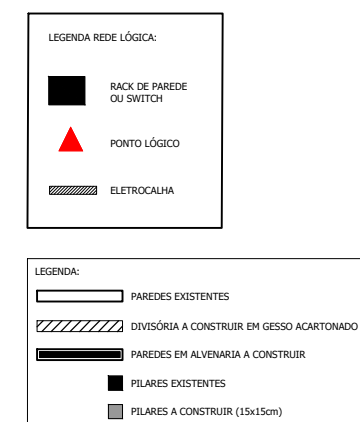 LEGENDA REDE LÓGICA:
RACK DE PAREDE
OU SWITCH
PONTO LÓGICO
ELETROCALHA
LEGENDA:
PAREDES EXISTENTES
DIVISÓRIA A CONSTRUIR EM GESSO ACARTONADO
PAREDES EM ALVENARIA A CONSTRUIR
PILARES EXISTENTES
PILARES A CONSTRUIR (15x15cm)